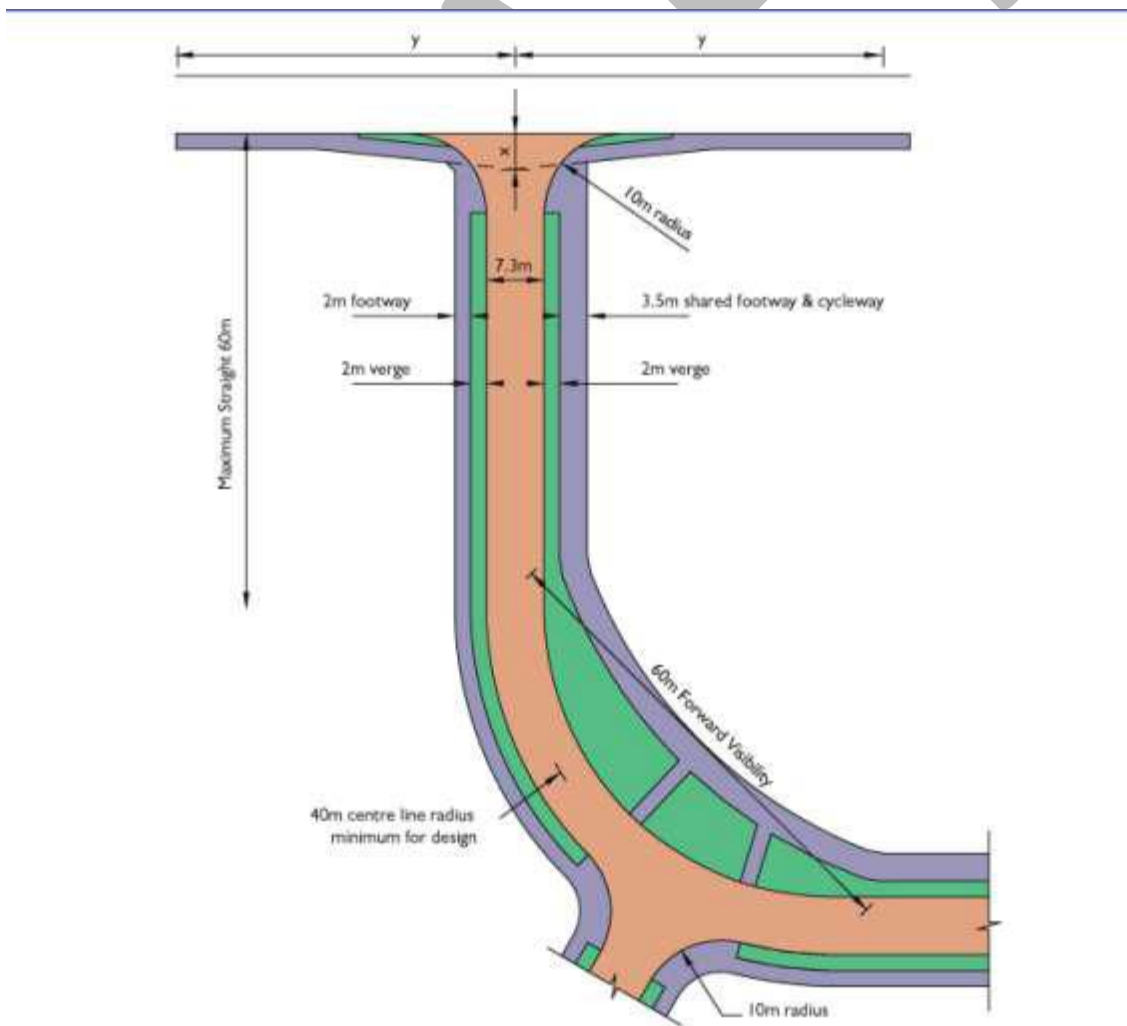 y
y
x
10m radius
7.3m
2m footway
3.5m shared footway & cycleway
2m verge
2m verge
Maximum Straight 60m
60m Forward Visibility
40m centre line radius
minimum for design
10m radius